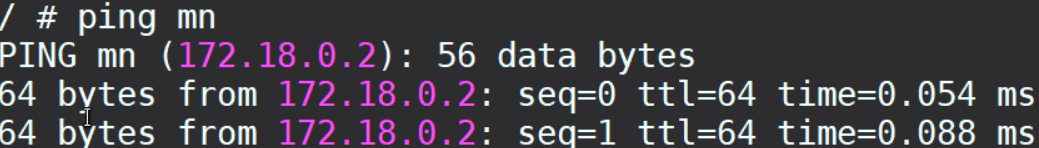 / # ping mn
PING mn (172.18.0.2): 56 data bytes
64 bytes from 172.18.0.2: seq=0 ttl=64 time=0.054 ms
64 bytes from 172.18.0.2: seq=1 ttl=64 time=0.088 ms